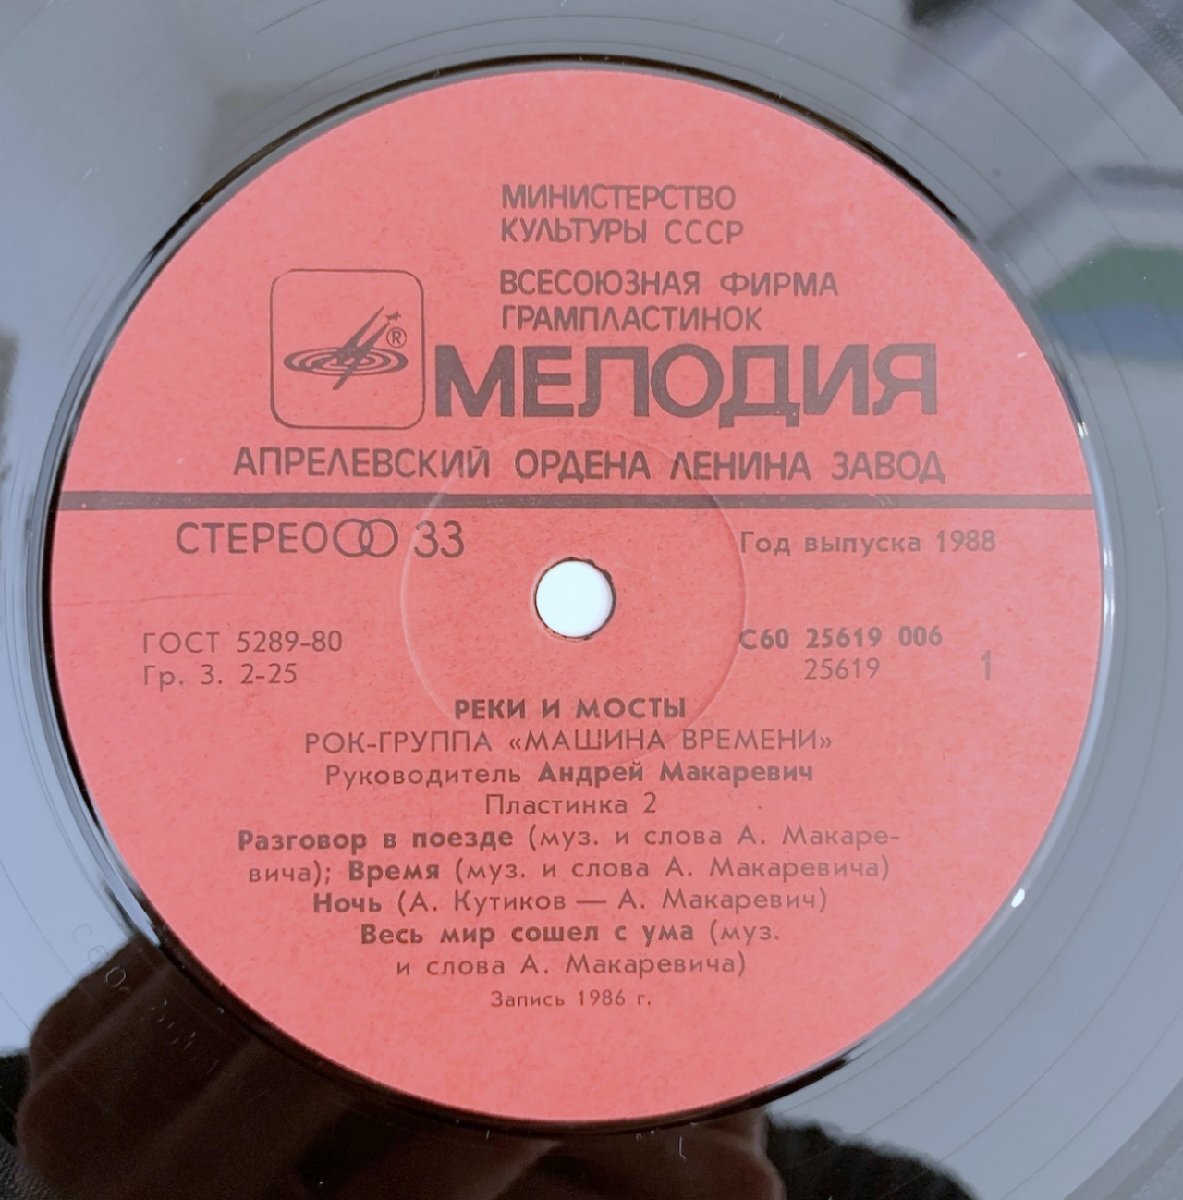 МИНИСТЕРСТВО
КУЛЬТУРЫ СССР
ВСЕСОЮЗНАЯ ФИРМА
ГРАМПЛАСТИНОК
®
МЕЛОДИЯ
АПРЕЛЕВСКИЙ ОРДЕНА ЛЕНИНА ЗАВОД
СТЕРЕО 33
Год выпуска 1988
ГОСТ 5289-80
Гр. 3. 2-25
С60 25619 006
25619 1
РЕКИ И МОСТЫ
РОК-ГРУППА «МАШИНА ВРЕМЕНИ»
Руководитель Андрей Макаревич
Пластинка 2
Разговор в поезде (муз. и слова А. Макаре-
вича); Время (муз. и слова А. Макаревича)
Ночь (А. Кутиков — А. Макаревич)
Весь мир сошел с ума (муз.
и слова А. Макаревича)
Запись 1986 г.